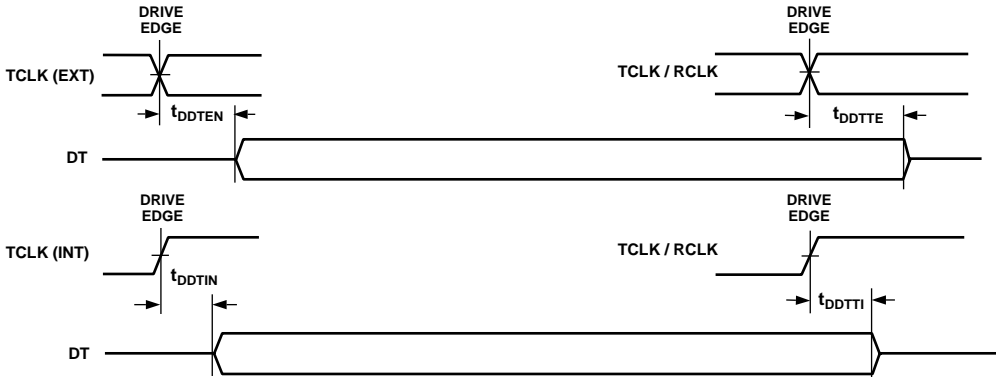 DRIVE
EDGE
DRIVE
EDGE
TCLK (EXT)
TCLK / RCLK
tDDTEN
tDDTTE
DT
DRIVE
EDGE
DRIVE
EDGE
TCLK (INT)
TCLK / RCLK
tDDTIN
tDDTTI
DT